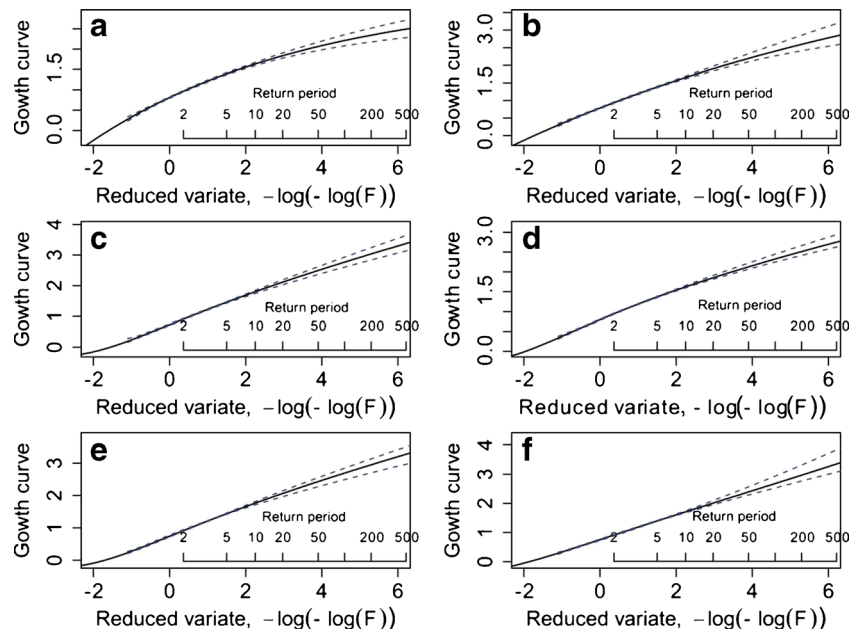 a
Gowth curve
1.5
0.0
Return period
2 5 10 20 50 200 500
-2 0 2 4 6
Reduced variate, −log(- log(F))
b
Gowth curve
3.0
1.5
0.0
Return period
2 5 10 20 50 200 500
-2 0 2 4 6
Reduced variate, −log(- log(F))
c
Gowth curve
4
3
2
1
0
Return period
2 5 10 20 50 200 500
-2 0 2 4 6
Reduced variate, −log(- log(F))
d
Gowth curve
3.0
1.5
0.0
Return period
2 5 10 20 50 200 500
-2 0 2 4 6
Reduced variate, - log(- log(F))
e
Gowth curve
3
2
1
0
Return period
2 5 10 20 50 200 500
-2 0 2 4 6
Reduced variate, −log(- log(F))
f
Gowth curve
4
3
2
1
0
Return period
2 5 10 20 50 200 500
-2 0 2 4 6
Reduced variate, −log(- log(F))